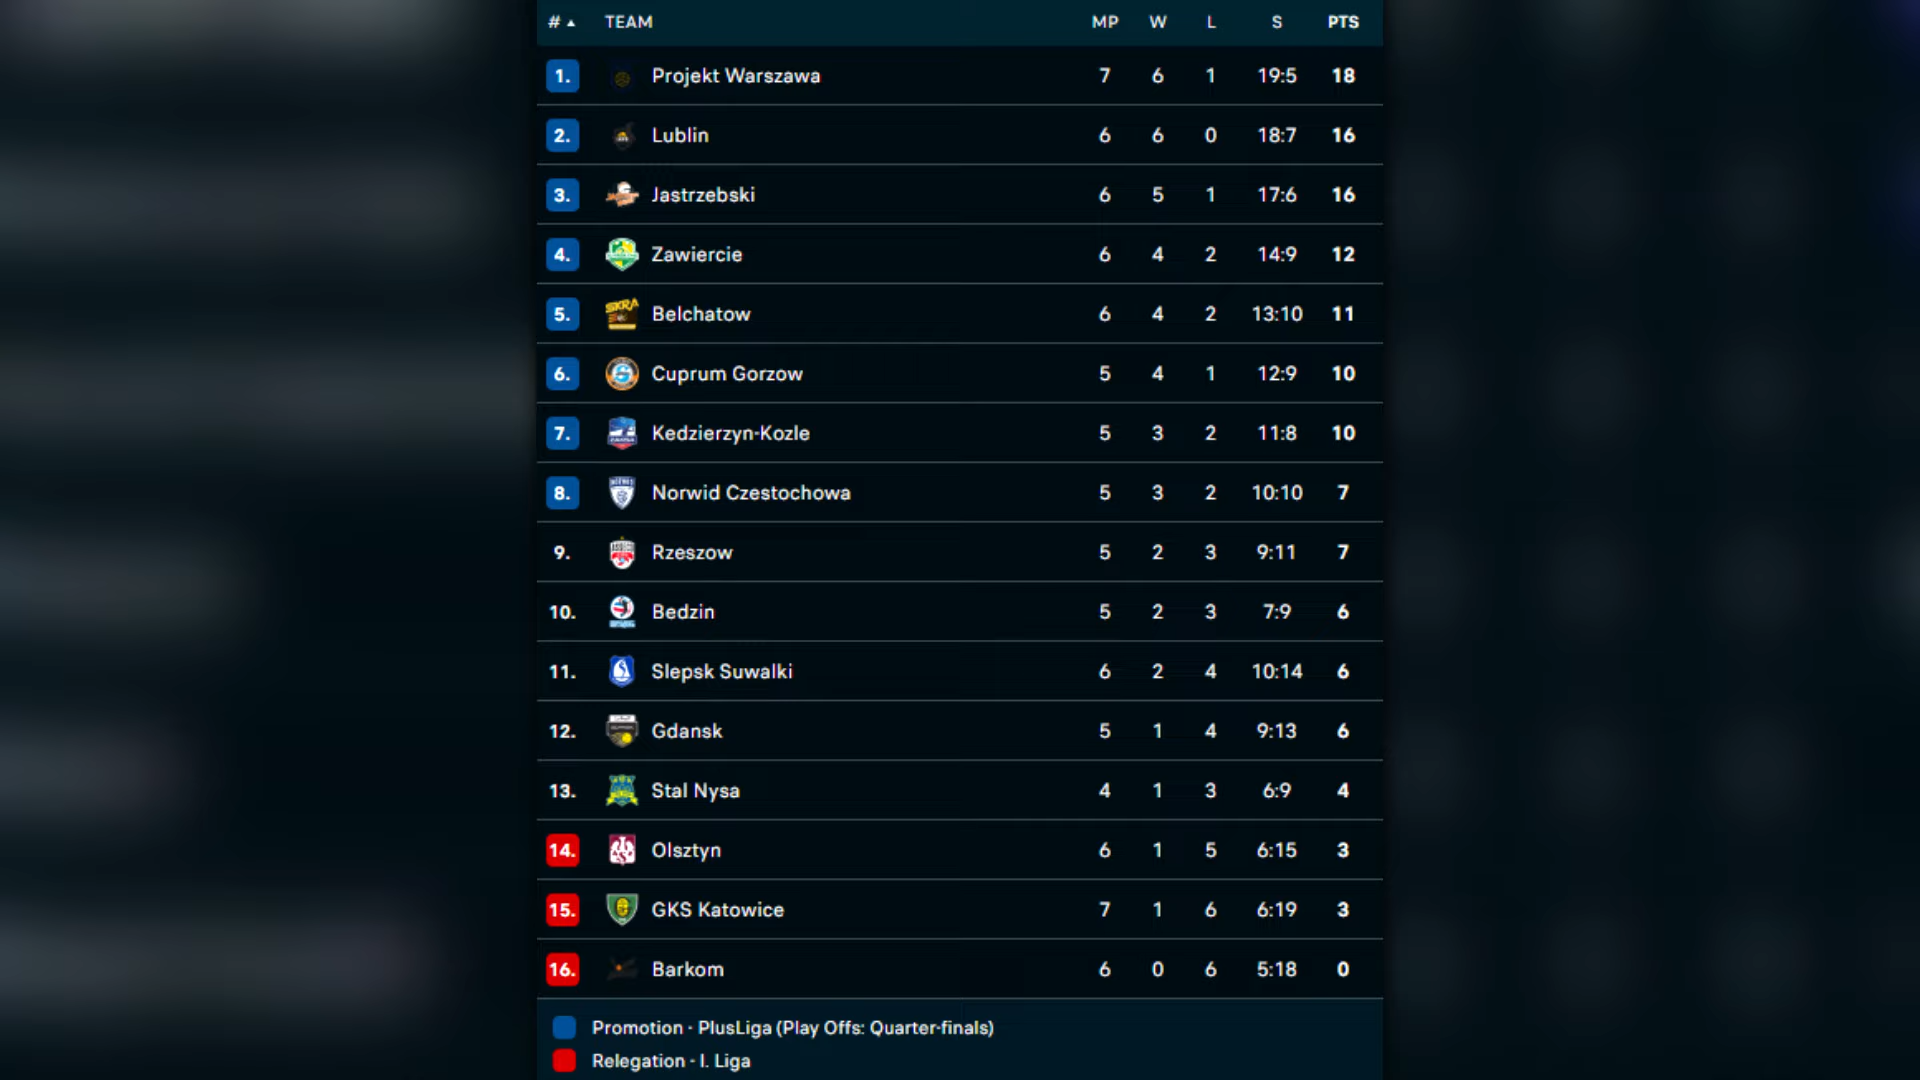 # TEAM MP W L S PTS
1. Projekt Warszawa 7 6 1 19:5 18
2. Lublin 6 6 0 18:7 16
3. Jastrzebski 6 5 1 17:6 16
4. Zawiercie 6 4 2 14:9 12
5. SKRA Belchatow 6 4 2 13:10 11
6. Cuprum Gorzow 5 4 1 12:9 10
7. Kedzierzyn-Kozle 5 3 2 11:8 10
8. Norwid Czestochowa 5 3 2 10:10 7
9. Rzeszow 5 2 3 9:11 7
10. Bedzin 5 2 3 7:9 6
11. Slepsk Suwalki 6 2 4 10:14 6
12. Gdansk 5 1 4 9:13 6
13. Stal Nysa 4 1 3 6:9 4
14. Olsztyn 6 1 5 6:15 3
15. GKS Katowice 7 1 6 6:19 3
16. Barkom 6 0 6 5:18 0
Promotion - PlusLiga (Play Offs: Quarter-finals)
Relegation - I. Liga